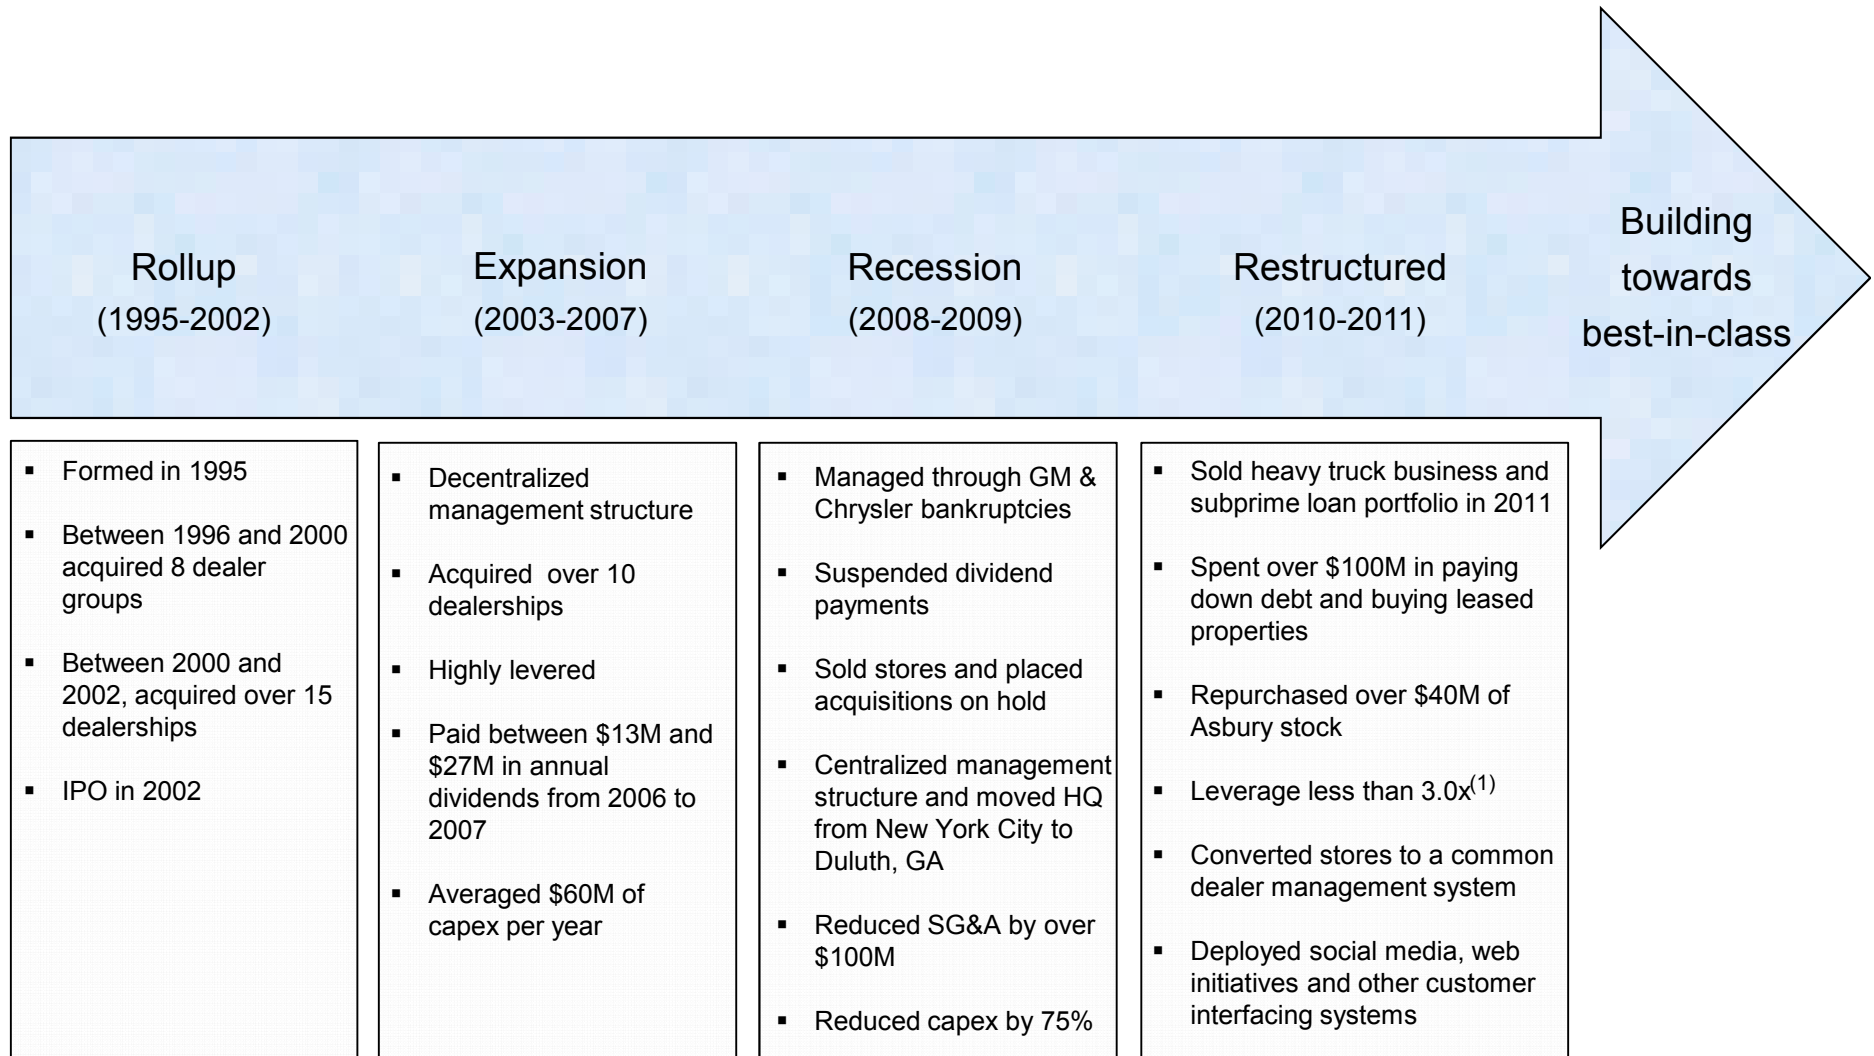 Rollup
(1995-2002)
Expansion
(2003-2007)
Recession
(2008-2009)
Restructured
(2010-2011)
Building
towards
best-in-class
▪ Formed in 1995
▪ Between 1996 and 2000
acquired 8 dealer
groups
▪ Between 2000 and
2002, acquired over 15
dealerships
▪ IPO in 2002
▪ Decentralized
management structure
▪ Acquired over 10
dealerships
▪ Highly levered
▪ Paid between $13M and
$27M in annual
dividends from 2006 to
2007
▪ Averaged $60M of
capex per year
▪ Managed through GM &
Chrysler bankruptcies
▪ Suspended dividend
payments
▪ Sold stores and placed
acquisitions on hold
▪ Centralized management
structure and moved HQ
from New York City to
Duluth, GA
▪ Reduced SG&A by over
$100M
▪ Reduced capex by 75%
▪ Sold heavy truck business and
subprime loan portfolio in 2011
▪ Spent over $100M in paying
down debt and buying leased
properties
▪ Repurchased over $40M of
Asbury stock
▪ Leverage less than 3.0x(1)
▪ Converted stores to a common
dealer management system
▪ Deployed social media, web
initiatives and other customer
interfacing systems